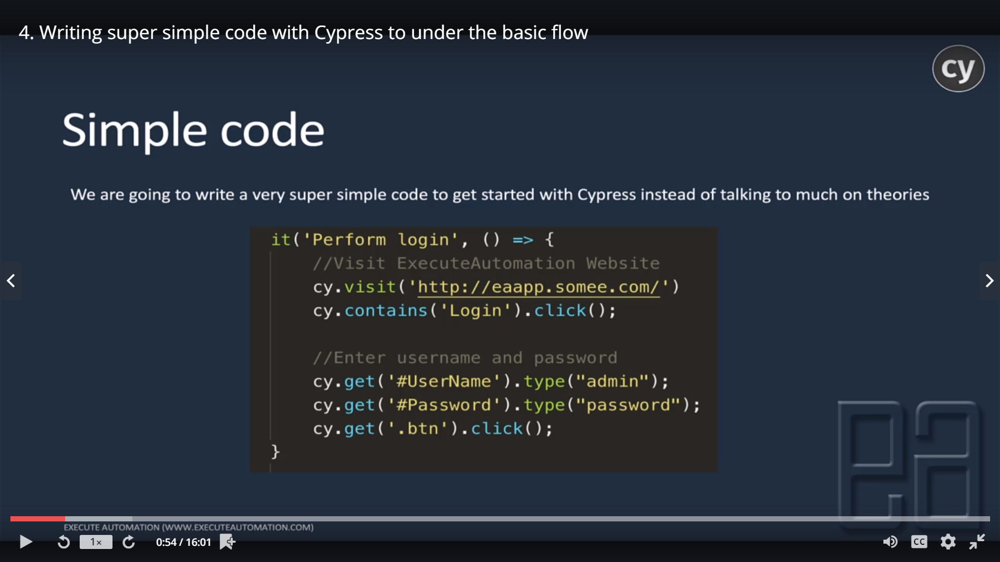 4. Writing super simple code with Cypress to under the basic flow
cy
Simple code
We are going to write a very super simple code to get started with Cypress instead of talking to much on theories
it('Perform login', () => {
    //Visit ExecuteAutomation Website
    cy.visit('http://eaapp.somee.com/')
    cy.contains('Login').click();

    //Enter username and password
    cy.get('#UserName').type("admin");
    cy.get('#Password').type("password");
    cy.get('.btn').click();
}
ea
EXECUTE AUTOMATION (WWW.EXECUTEAUTOMATION.COM)
1x
0:54 / 16:01
CC